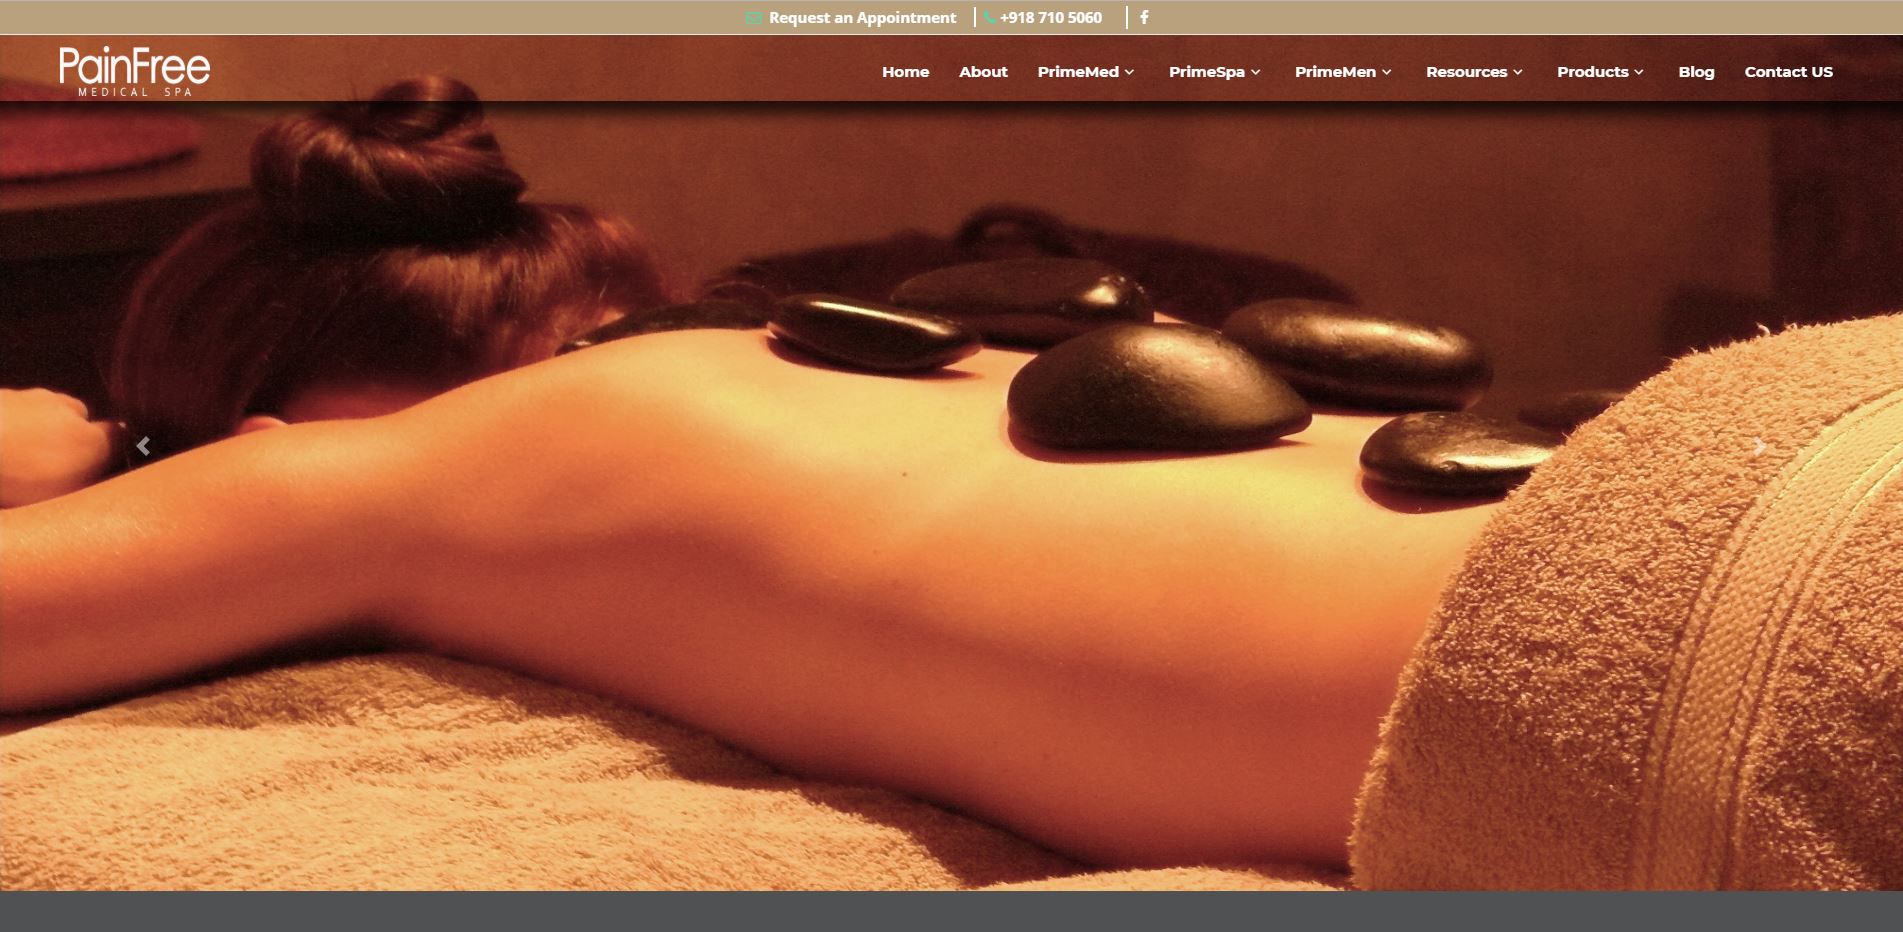 Request an Appointment +918 710 5060
PainFree
MEDICAL SPA
Home About PrimeMed PrimeSpa PrimeMen Resources Products Blog Contact US